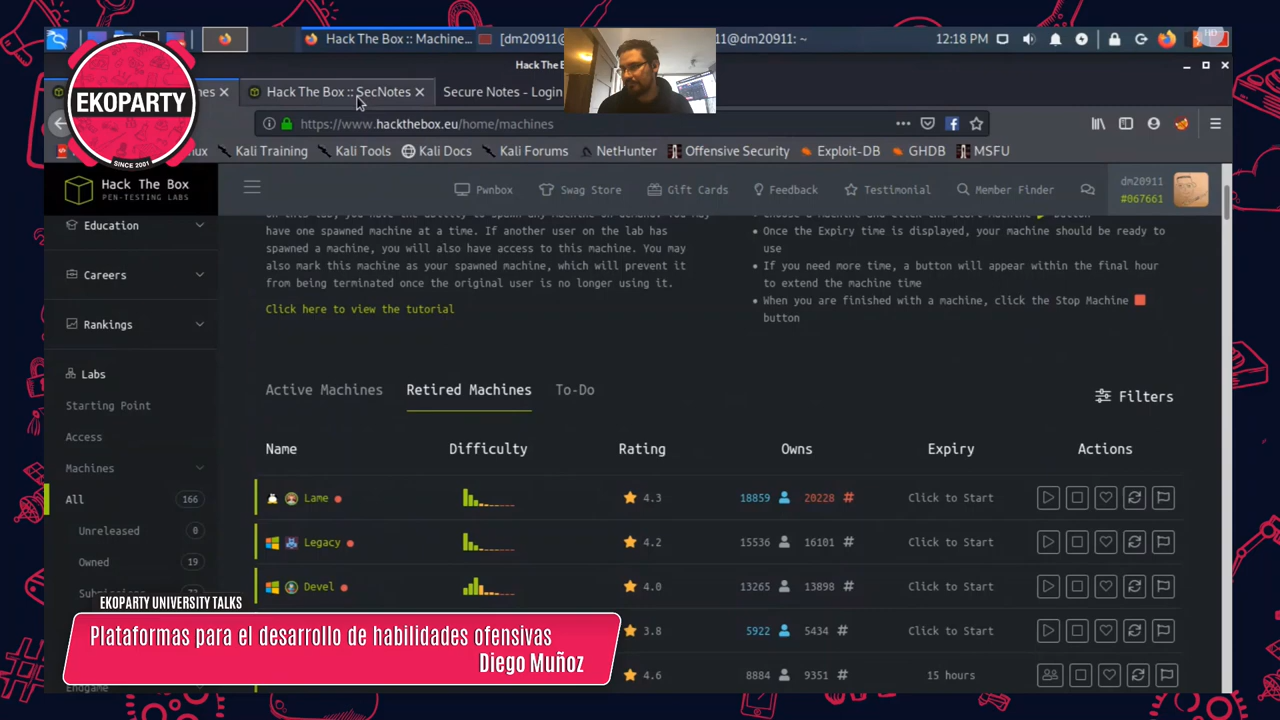 Hack The Box :: Machine...
[dm20911
@dm20911: ~
12:18 PM
HD
EKOPARTY
SINCE 2001
Hack The B
nes
Hack The Box :: SecNotes
Secure Notes - Login
https://www.hackthebox.eu/home/machines
Kali Training
Kali Tools
Kali Docs
Kali Forums
NetHunter
Offensive Security
Exploit-DB
GHDB
MSFU
Hack The Box
PEN-TESTING LABS
Pwnbox
Swag Store
Gift Cards
Feedback
Testimonial
Member Finder
dm20911
#067661
Education
Careers
Rankings
Labs
Starting Point
Access
Machines
All 166
Unreleased 0
Owned 19
have one spawned machine at a time. If another user on the lab has
spawned a machine, you will also have access to this machine. You may
also mark this machine as your spawned machine, which will prevent it
from being terminated once the original user is no longer using it.
Click here to view the tutorial
Once the Expiry time is displayed, your machine should be ready to
use
If you need more time, a button will appear within the final hour
to extend the machine time
When you are finished with a machine, click the Stop Machine
button
Active Machines
Retired Machines
To-Do
Filters
Name Difficulty Rating Owns Expiry Actions
Lame 4.3 18859 20228 # Click to Start
Legacy 4.2 15536 16101 # Click to Start
Devel 4.0 13265 13898 # Click to Start
3.8 5922 5434 # Click to Start
4.6 8884 9351 # 15 hours
EKOPARTY UNIVERSITY TALKS
Plataformas para el desarrollo de habilidades ofensivas
Diego Muñoz
Endgame